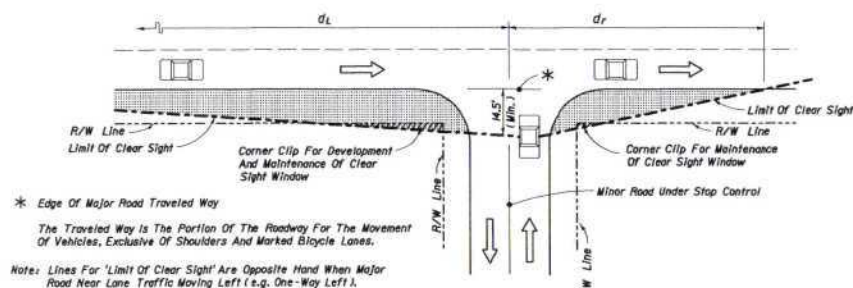 dL
dr
*
14.5'
(Min.)
Limit Of Clear Sight
R/W Line
Limit Of Clear Sight
Corner Clip For Development
And Maintenance Of Clear
Sight Window
R/W Line
Corner Clip For Maintenance
Of Clear Sight Window
Minor Road Under Stop Control
R/W Line
W Line
* Edge Of Major Road Traveled Way
The Traveled Way Is The Portion Of The Roadway For The Movement
Of Vehicles, Exclusive Of Shoulders And Marked Bicycle Lanes.
Note: Lines For 'Limit Of Clear Sight' Are Opposite Hand When Major
Road Near Lane Traffic Moving Left (e.g. One-Way Left).